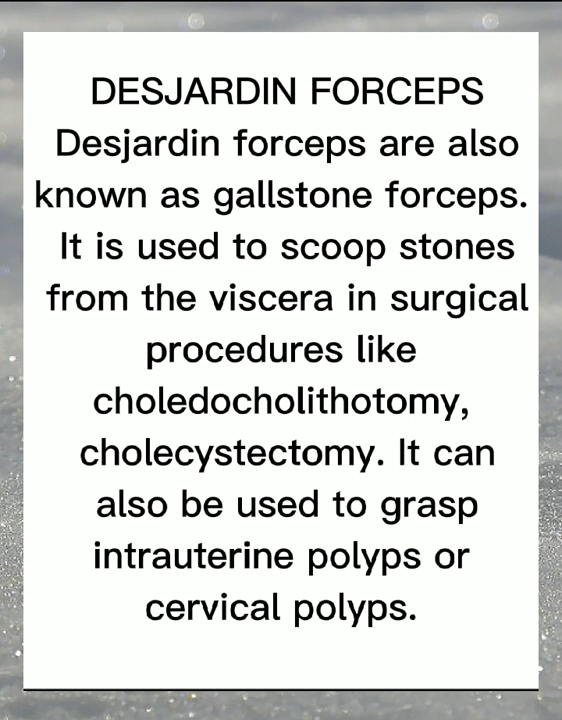 DESJARDIN FORCEPS
Desjardin forceps are also
known as gallstone forceps.
It is used to scoop stones
from the viscera in surgical
procedures like
choledocholithotomy,
cholecystectomy. It can
also be used to grasp
intrauterine polyps or
cervical polyps.